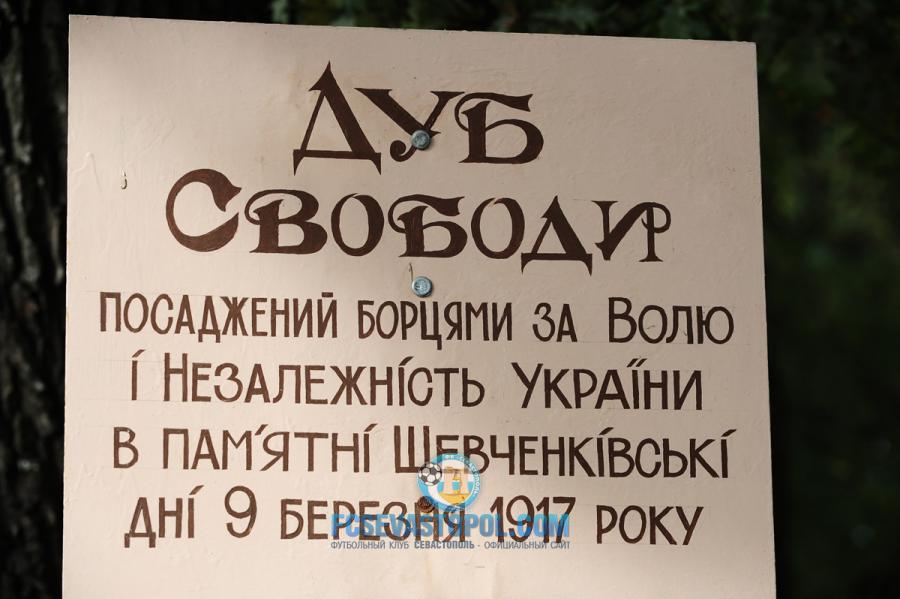 ДУБ
СВОБОДИ
ПОСАДЖЕНИЙ БОРЦЯМИ ЗА ВОЛЮ
І НЕЗАЛЕЖНІСТЬ УКРАЇНИ
В ПАМ'ЯТНІ ШЕВЧЕНКІВСЬКІ
ДНІ 9 БЕРЕЗНЯ 1917 РОКУ
FCSEVASTOPOL.COM
ФУТБОЛЬНЫЙ КЛУБ СЕВАСТОПОЛЬ - ОФИЦИАЛЬНЫЙ САЙТ